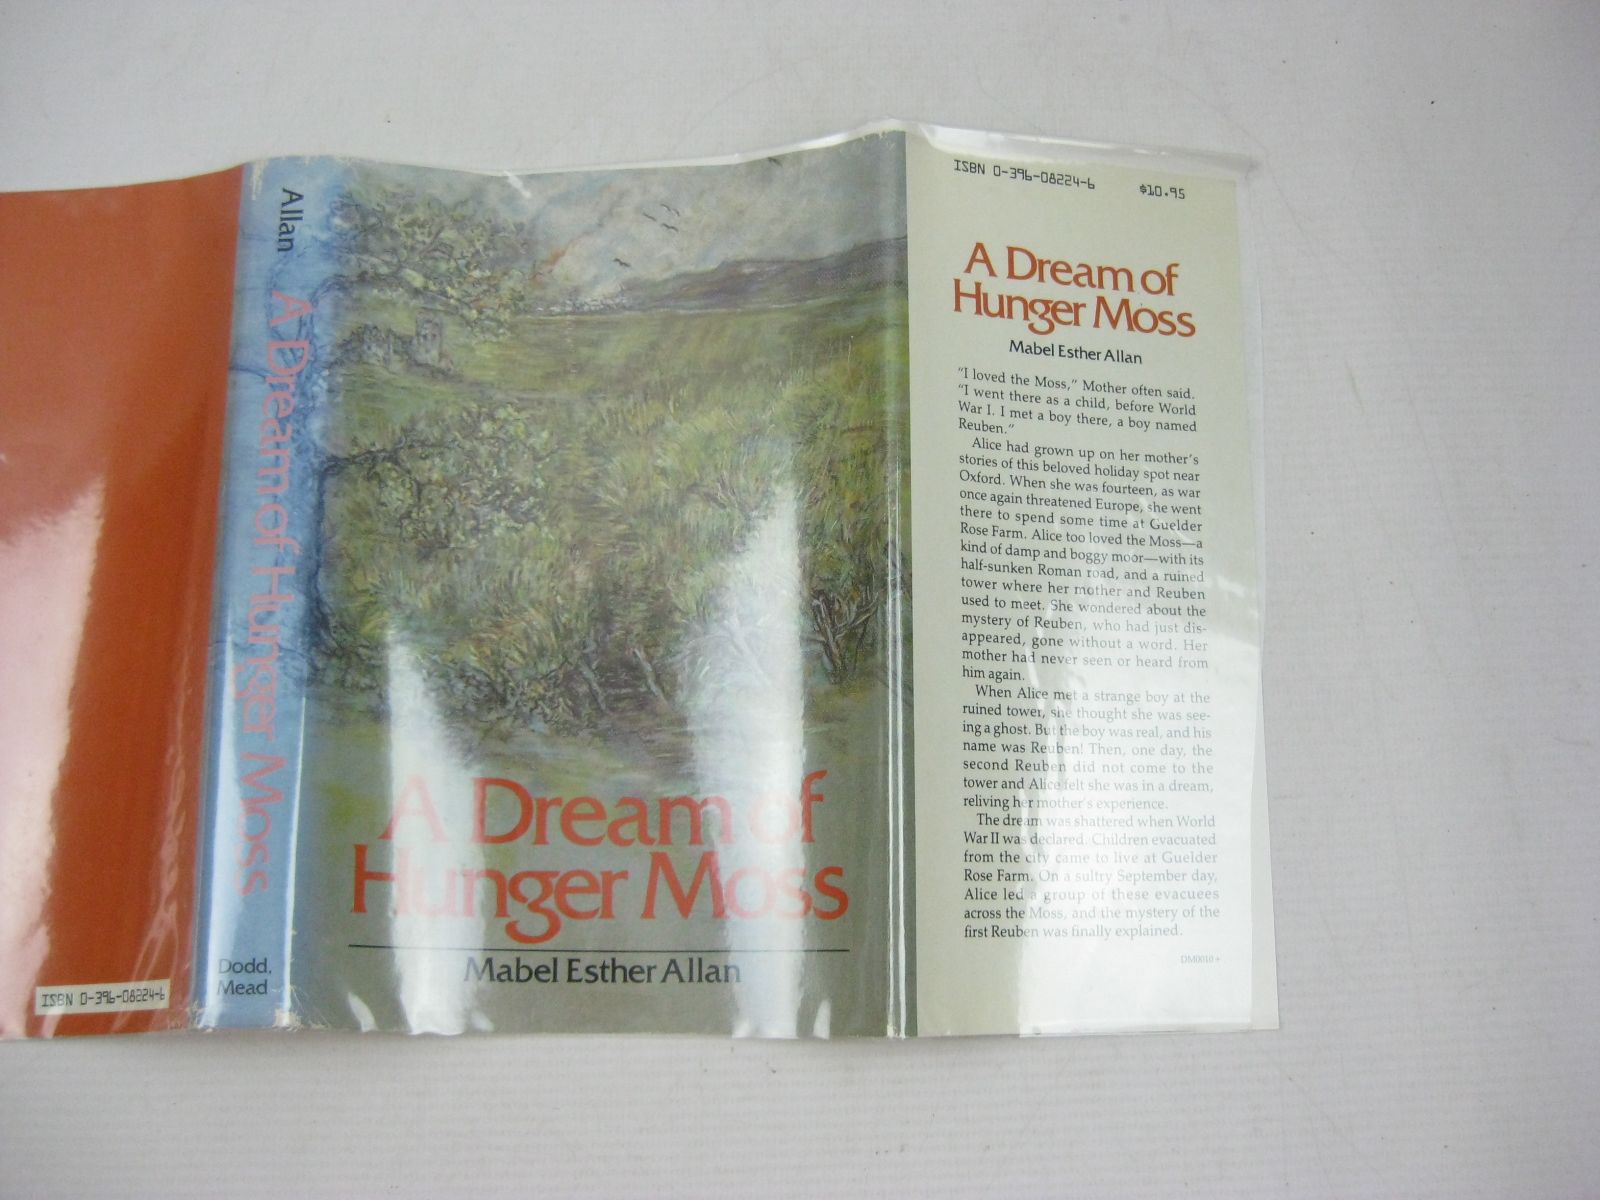 ISBN 0-396-08224-6
Allan
A Dream of Hunger Moss
Dodd,
Mead
A Dream of
Hunger Moss
Mabel Esther Allan
ISBN 0-396-08224-6 $10.95
A Dream of
Hunger Moss
Mabel Esther Allan
"I loved the Moss," Mother often said.
"I went there as a child, before World
War I. I met a boy there, a boy named
Reuben."
Alice had grown up on her mother's
stories of this beloved holiday spot near
Oxford. When she was fourteen, as war
once again threatened Europe, she went
there to spend some time at Guelder
Rose Farm. Alice too loved the Moss—a
kind of damp and boggy moor—with its
half-sunken Roman road, and a ruined
tower where her mother and Reuben
used to meet. She wondered about the
mystery of Reuben, who had just dis-
appeared, gone without a word. Her
mother had never seen or heard from
him again.
When Alice met a strange boy at the
ruined tower, she thought she was see-
ing a ghost. But the boy was real, and his
name was Reuben! Then, one day, the
second Reuben did not come to the
tower and Alice felt she was in a dream,
reliving her mother's experience.
The dream was shattered when World
War II was declared. Children evacuated
from the city came to live at Guelder
Rose Farm. On a sultry September day,
Alice led a group of these evacuees
across the Moss, and the mystery of the
first Reuben was finally explained.
DM0010+